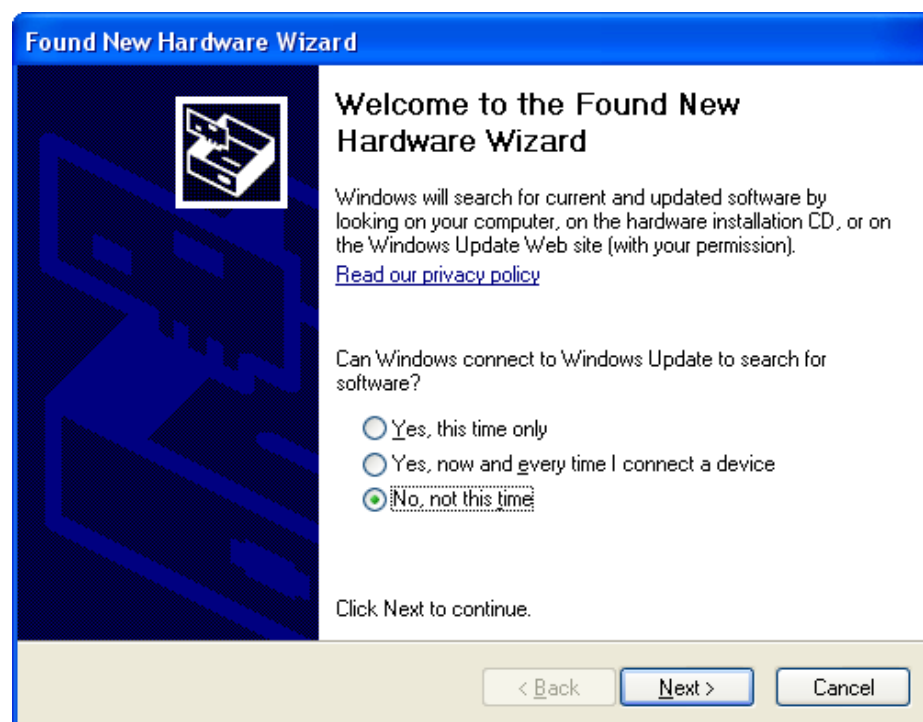 Found New Hardware Wizard
Welcome to the Found New
Hardware Wizard
Windows will search for current and updated software by
looking on your computer, on the hardware installation CD, or on
the Windows Update Web site (with your permission).
Read our privacy policy
Can Windows connect to Windows Update to search for
software?
Yes, this time only
Yes, now and every time I connect a device
No, not this time
Click Next to continue.
< Back
Next >
Cancel